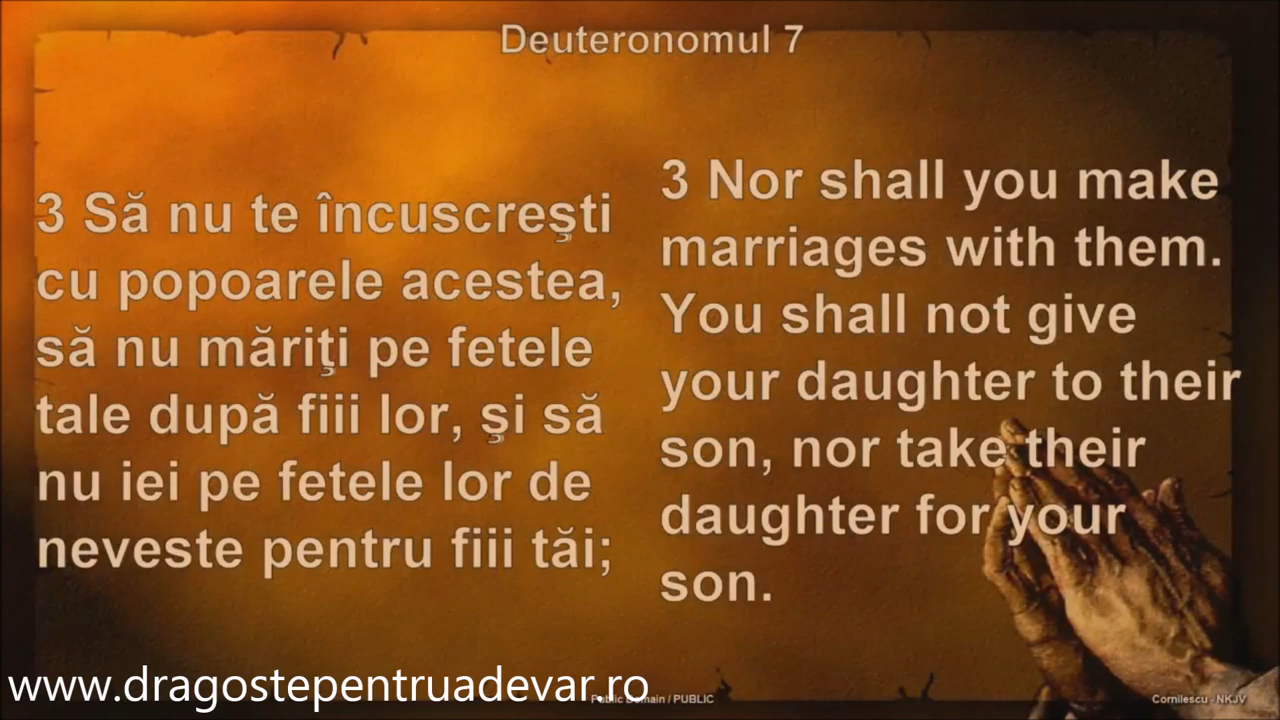 Deuteronomul 7
3 Să nu te încuscreşti
cu popoarele acestea,
să nu măriţi pe fetele
tale după fiii lor, şi să
nu iei pe fetele lor de
neveste pentru fiii tăi;
3 Nor shall you make
marriages with them.
You shall not give
your daughter to their
son, nor take their
daughter for your
son.
www.dragostepentruadevar.ro
Public Domain / PUBLIC
Cornilescu - NKJV